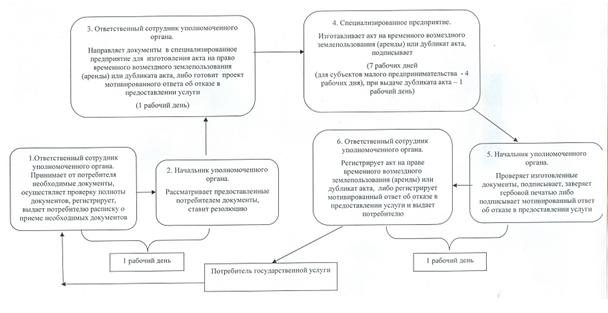 3. Ответственный сотрудник уполномоченного
органа.
Направляет документы в специализированное
предприятие для изготовления акта на право
временного возмездного землепользования
(аренды) или дубликата акта, либо готовит проект
мотивированного ответа об отказе в
предоставлении услуги
(1 рабочий день)
4. Специализированное предприятие.
Изготавливает акт на временного возмездного
землепользования (аренды) или дубликат акта,
подписывает
(7 рабочих дней
(для субъектов малого предпринимательства - 4
рабочих дня), при выдаче дубликата акта – 1
рабочий день)
1.Ответственный сотрудник
уполномоченного органа.
Принимает от потребителя
необходимые документы,
осуществляет проверку полноты
документов, регистрирует,
выдает потребителю расписку о
приеме необходимых документов
2. Начальник уполномоченного
органа.
Рассматривает предоставленные
потребителем документы,
ставит резолюцию
6. Ответственный сотрудник
уполномоченного органа.
Регистрирует акт на праве
временного возмездного
землепользования (аренды) или
дубликат акта, либо регистрирует
мотивированный ответ об отказе в
предоставлении услуги и выдает
потребителю
5. Начальник уполномоченного
органа.
Проверяет изготовленные
документы, подписывает, заверяет
гербовой печатью либо
подписывает мотивированный ответ
об отказе в предоставлении услуги
1 рабочий день
Потребитель государственной услуги
1 рабочий день